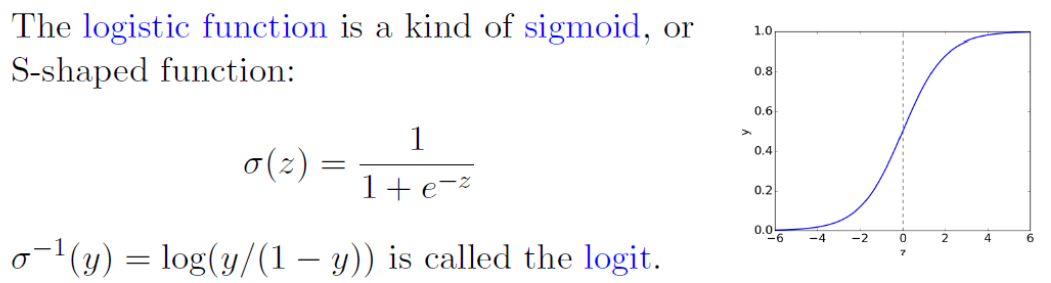 The logistic function is a kind of sigmoid, or
S-shaped function:
σ(z) = 1 / (1 + e^{−z})
σ^{−1}(y) = log(y/(1 − y)) is called the logit.
1.0
0.8
0.6
0.4
0.2
0.0
y
−6 −4 −2 0 2 4 6